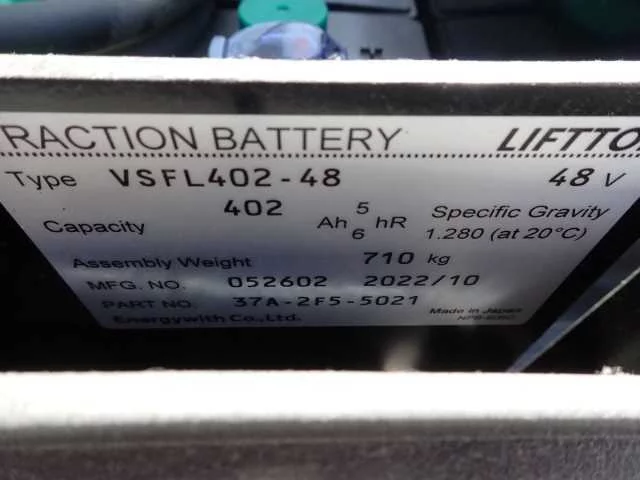 RACTION BATTERY LIFTTO
Type VSFL402-48 48 V
Capacity 402 Ah 5 hR
6
Specific Gravity
1.280 (at 20°C)
Assembly Weight 710 kg
MFG. NO. 052602 2022/10
PART NO. 37A-2F5-5021
Energywith Co.,Ltd. Made in Japan